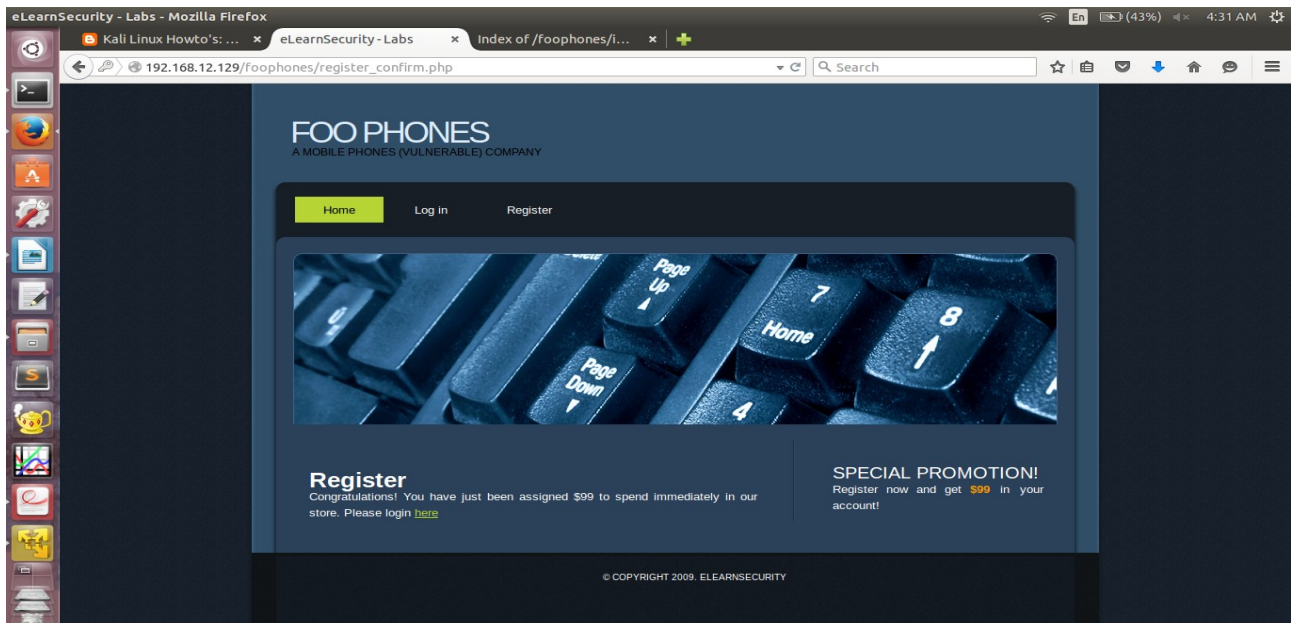 eLearnSecurity - Labs - Mozilla Firefox
En
(43%)
4:31 AM
Kali Linux Howto's: ...
eLearnSecurity - Labs
Index of /foophones/i...
192.168.12.129/foophones/register_confirm.php
Search
FOO PHONES
A MOBILE PHONES (VULNERABLE) COMPANY
Home
Log in
Register
Page Up
7
Home
8
Page Down
4
Register
Congratulations! You have just been assigned $99 to spend immediately in our
store. Please login here
SPECIAL PROMOTION!
Register now and get $99 in your
account!
© COPYRIGHT 2009. ELEARNSECURITY